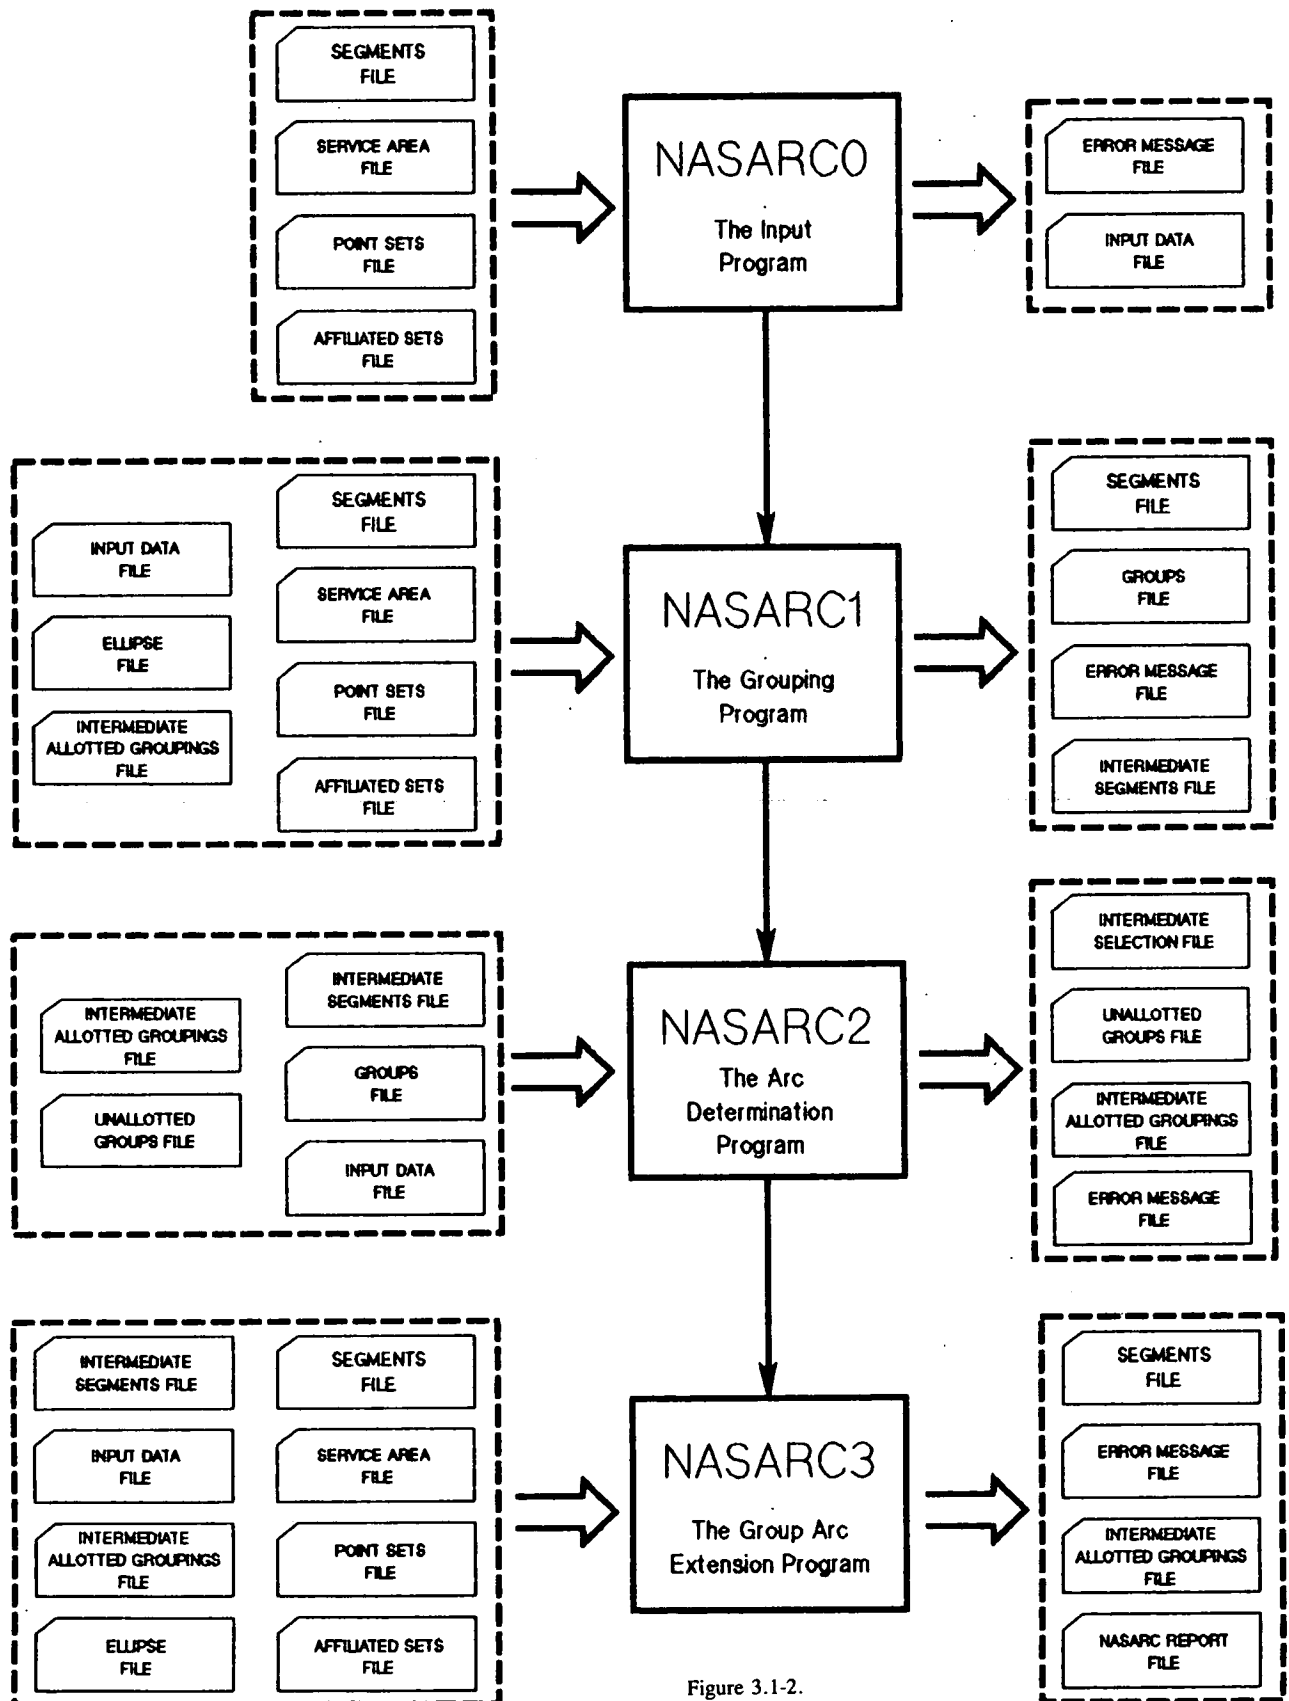 SEGMENTS
FILE
SERVICE AREA
FILE
POINT SETS
FILE
AFFILIATED SETS
FILE
NASARC0
The Input
Program
ERROR MESSAGE
FILE
INPUT DATA
FILE
INPUT DATA
FILE
ELLIPSE
FILE
INTERMEDIATE
ALLOTTED GROUPINGS
FILE
SEGMENTS
FILE
SERVICE AREA
FILE
POINT SETS
FILE
AFFILIATED SETS
FILE
NASARC1
The Grouping
Program
SEGMENTS
FILE
GROUPS
FILE
ERROR MESSAGE
FILE
INTERMEDIATE
SEGMENTS FILE
INTERMEDIATE
ALLOTTED GROUPINGS
FILE
UNALLOTTED
GROUPS FILE
INTERMEDIATE
SEGMENTS FILE
GROUPS
FILE
INPUT DATA
FILE
NASARC2
The Arc
Determination
Program
INTERMEDIATE
SELECTION FILE
UNALLOTTED
GROUPS FILE
INTERMEDIATE
ALLOTTED GROUPINGS
FILE
ERROR MESSAGE
FILE
INTERMEDIATE
SEGMENTS FILE
INPUT DATA
FILE
INTERMEDIATE
ALLOTTED GROUPINGS
FILE
ELLIPSE
FILE
SEGMENTS
FILE
SERVICE AREA
FILE
POINT SETS
FILE
AFFILIATED SETS
FILE
NASARC3
The Group Arc
Extension Program
SEGMENTS
FILE
ERROR MESSAGE
FILE
INTERMEDIATE
ALLOTTED GROUPINGS
FILE
NASARC REPORT
FILE
Figure 3.1-2.